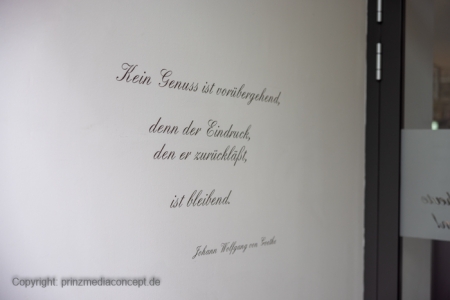 Kein Genuss ist vorübergehend,
denn der Eindruck,
den er zurückläßt,
ist bleibend.
Johann Wolfgang von Goethe
Copyright: prinzmediaconcept.de